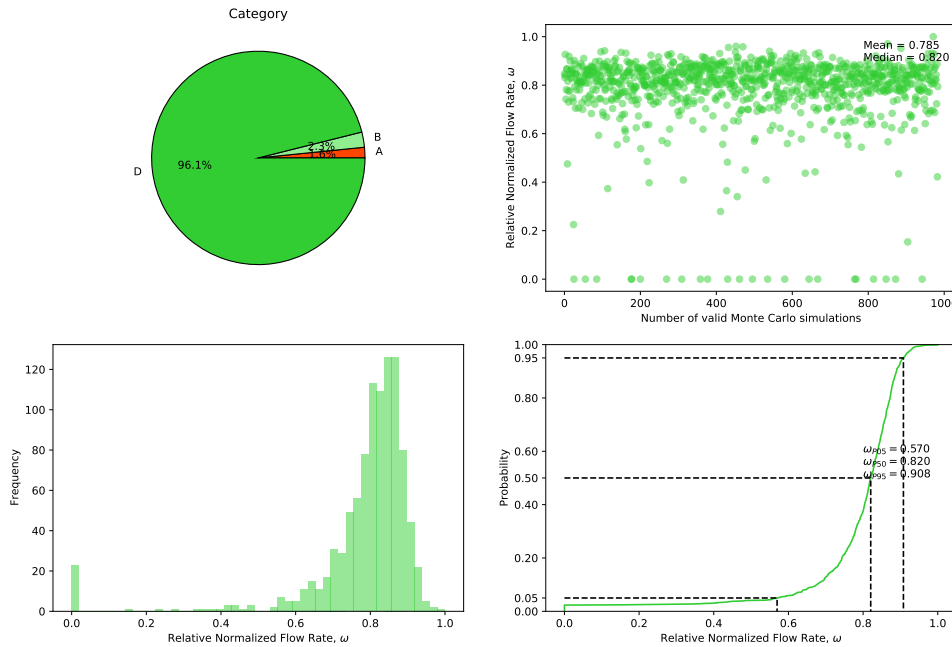 Category
B
2.3%
A
1.6%
96.1%
D
Relative Normalized Flow Rate, ω
1.0
0.8
0.6
0.4
0.2
0.0
Mean = 0.785
Median = 0.820
0 200 400 600 800 100
Number of valid Monte Carlo simulations
Frequency
120
100
80
60
40
20
0
0.0 0.2 0.4 0.6 0.8 1.0
Relative Normalized Flow Rate, ω
Probability
1.00
0.95
0.80
0.60
0.50
0.40
0.20
0.05
0.00
ωP05 = 0.570
ωP50 = 0.820
ωP95 = 0.908
0.0 0.2 0.4 0.6 0.8 1.0
Relative Normalized Flow Rate, ω